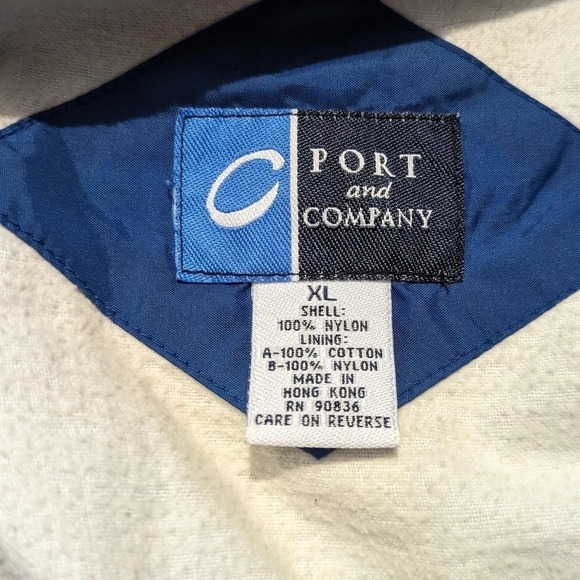 C
PORT
and
COMPANY
XL
SHELL:
100% NYLON
LINING:
A-100% COTTON
B-100% NYLON
MADE IN
HONG KONG
RN 90836
CARE ON REVERSE